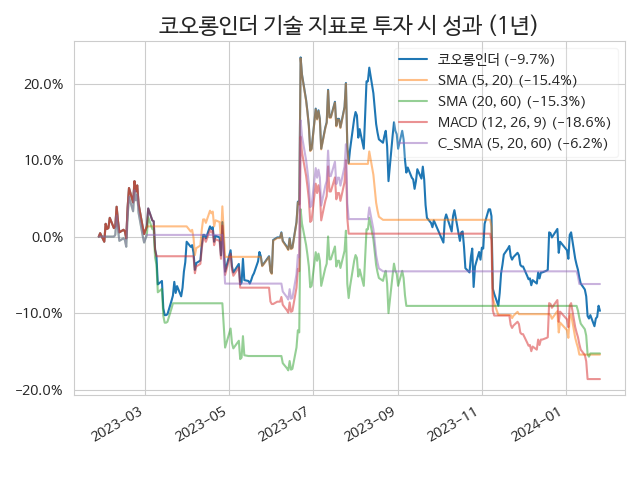 코오롱인더 기술 지표로 투자 시 성과 (1년)
코오롱인더 (−9.7%)
SMA (5, 20) (−15.4%)
SMA (20, 60) (−15.3%)
MACD (12, 26, 9) (−18.6%)
C_SMA (5, 20, 60) (−6.2%)
20.0%
10.0%
0.0%
−10.0%
−20.0%
2023−03
2023−05
2023−07
2023−09
2023−11
2024−01